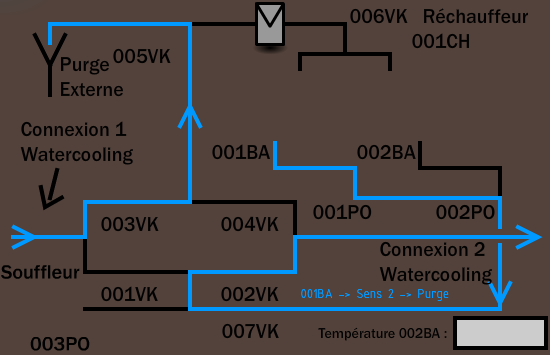 006VK Réchauffeur
001CH
005VK
Purge
Externe
Connexion 1
Watercooling
001BA
002BA
003VK
004VK
001PO
002PO
Connexion 2
Watercooling
Souffleur
001VK
002VK
001BA -> Sens 2 -> Purge
007VK
Température 002BA :
003PO